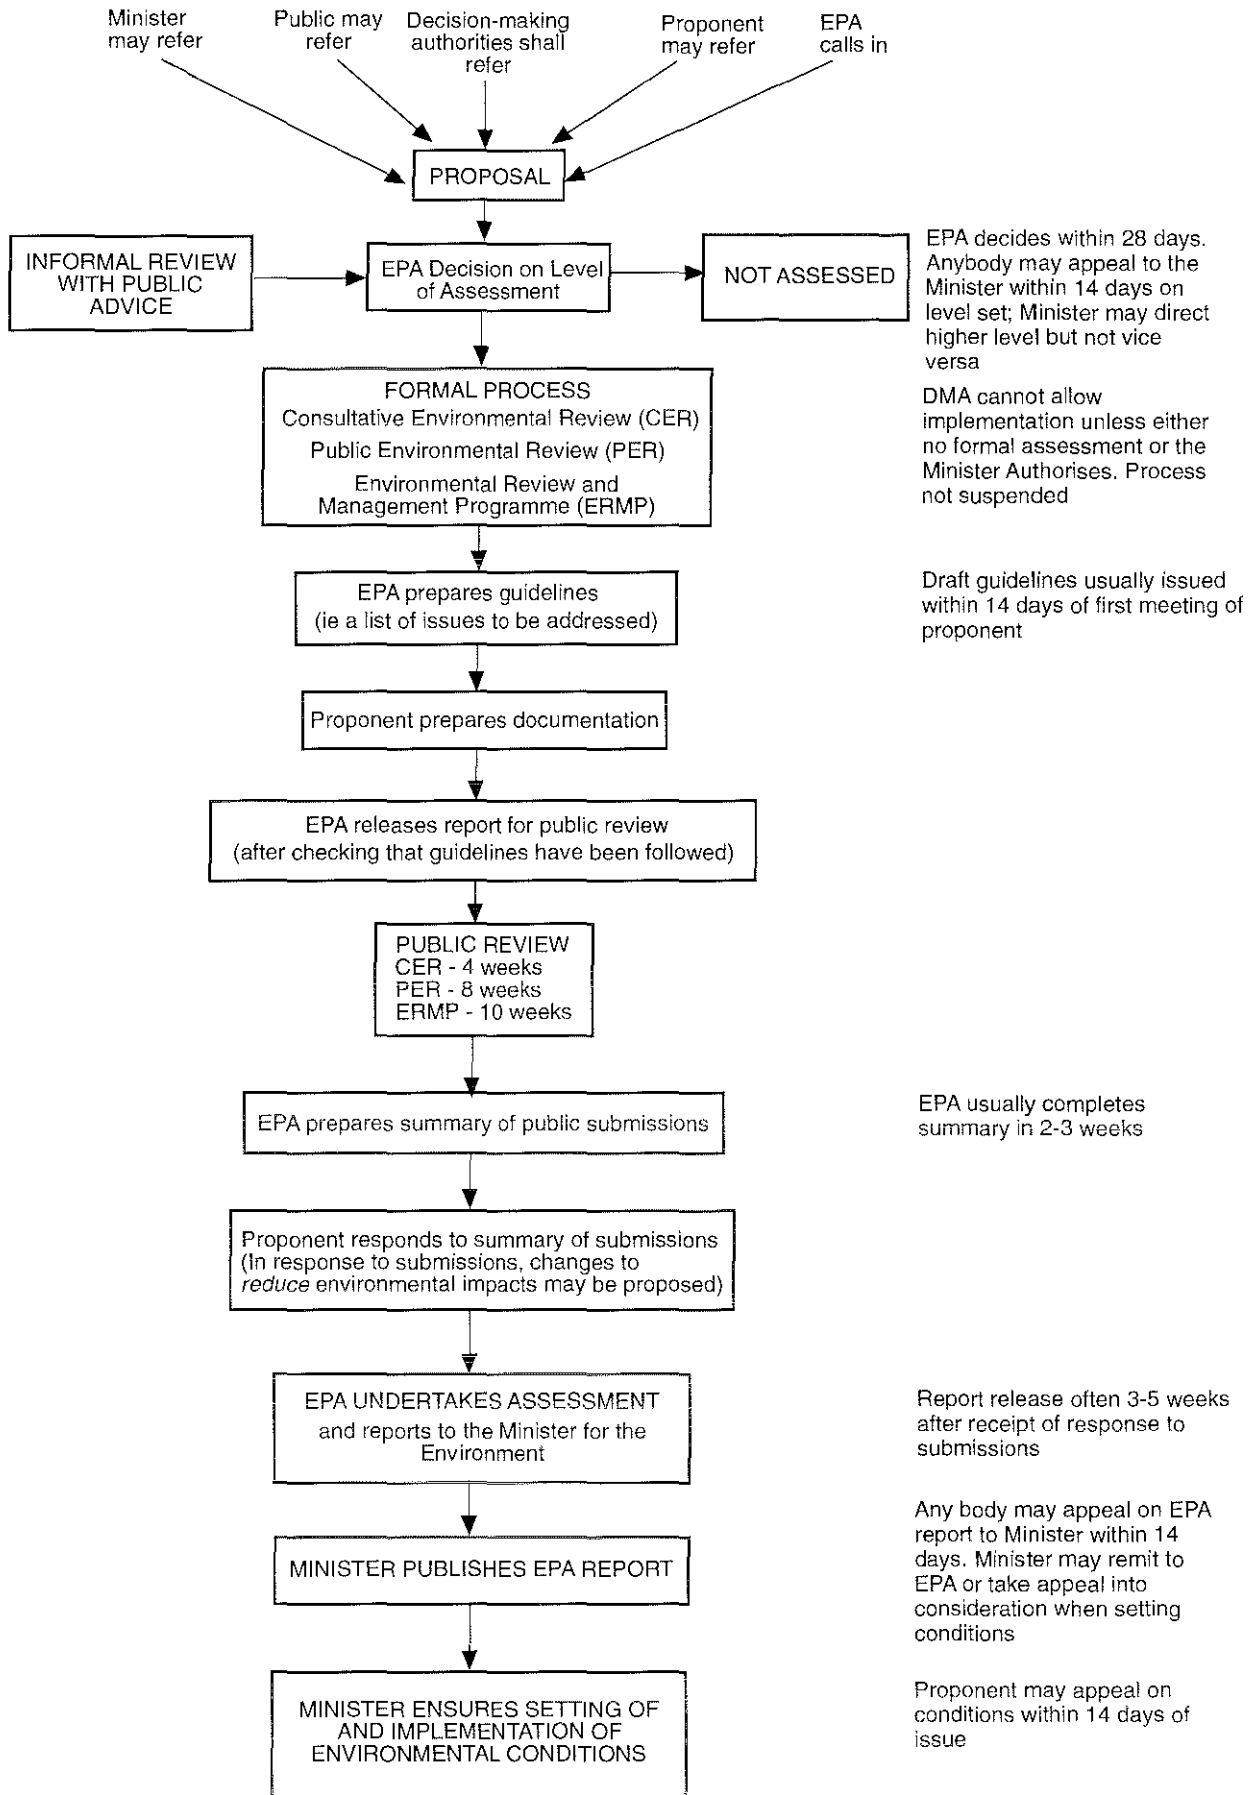 Minister
may refer
Public may
refer
Decision-making
authorities shall
refer
Proponent
may refer
EPA
calls in
PROPOSAL
INFORMAL REVIEW
WITH PUBLIC
ADVICE
EPA Decision on Level
of Assessment
NOT ASSESSED
EPA decides within 28 days.
Anybody may appeal to the
Minister within 14 days on
level set; Minister may direct
higher level but not vice
versa
FORMAL PROCESS
Consultative Environmental Review (CER)
Public Environmental Review (PER)
Environmental Review and
Management Programme (ERMP)
DMA cannot allow
implementation unless either
no formal assessment or the
Minister Authorises. Process
not suspended
EPA prepares guidelines
(ie a list of issues to be addressed)
Draft guidelines usually issued
within 14 days of first meeting of
proponent
Proponent prepares documentation
EPA releases report for public review
(after checking that guidelines have been followed)
PUBLIC REVIEW
CER - 4 weeks
PER - 8 weeks
ERMP - 10 weeks
EPA prepares summary of public submissions
EPA usually completes
summary in 2-3 weeks
Proponent responds to summary of submissions
(In response to submissions, changes to
reduce environmental impacts may be proposed)
EPA UNDERTAKES ASSESSMENT
and reports to the Minister for the
Environment
Report release often 3-5 weeks
after receipt of response to
submissions
MINISTER PUBLISHES EPA REPORT
Any body may appeal on EPA
report to Minister within 14
days. Minister may remit to
EPA or take appeal into
consideration when setting
conditions
MINISTER ENSURES SETTING OF
AND IMPLEMENTATION OF
ENVIRONMENTAL CONDITIONS
Proponent may appeal on
conditions within 14 days of
issue